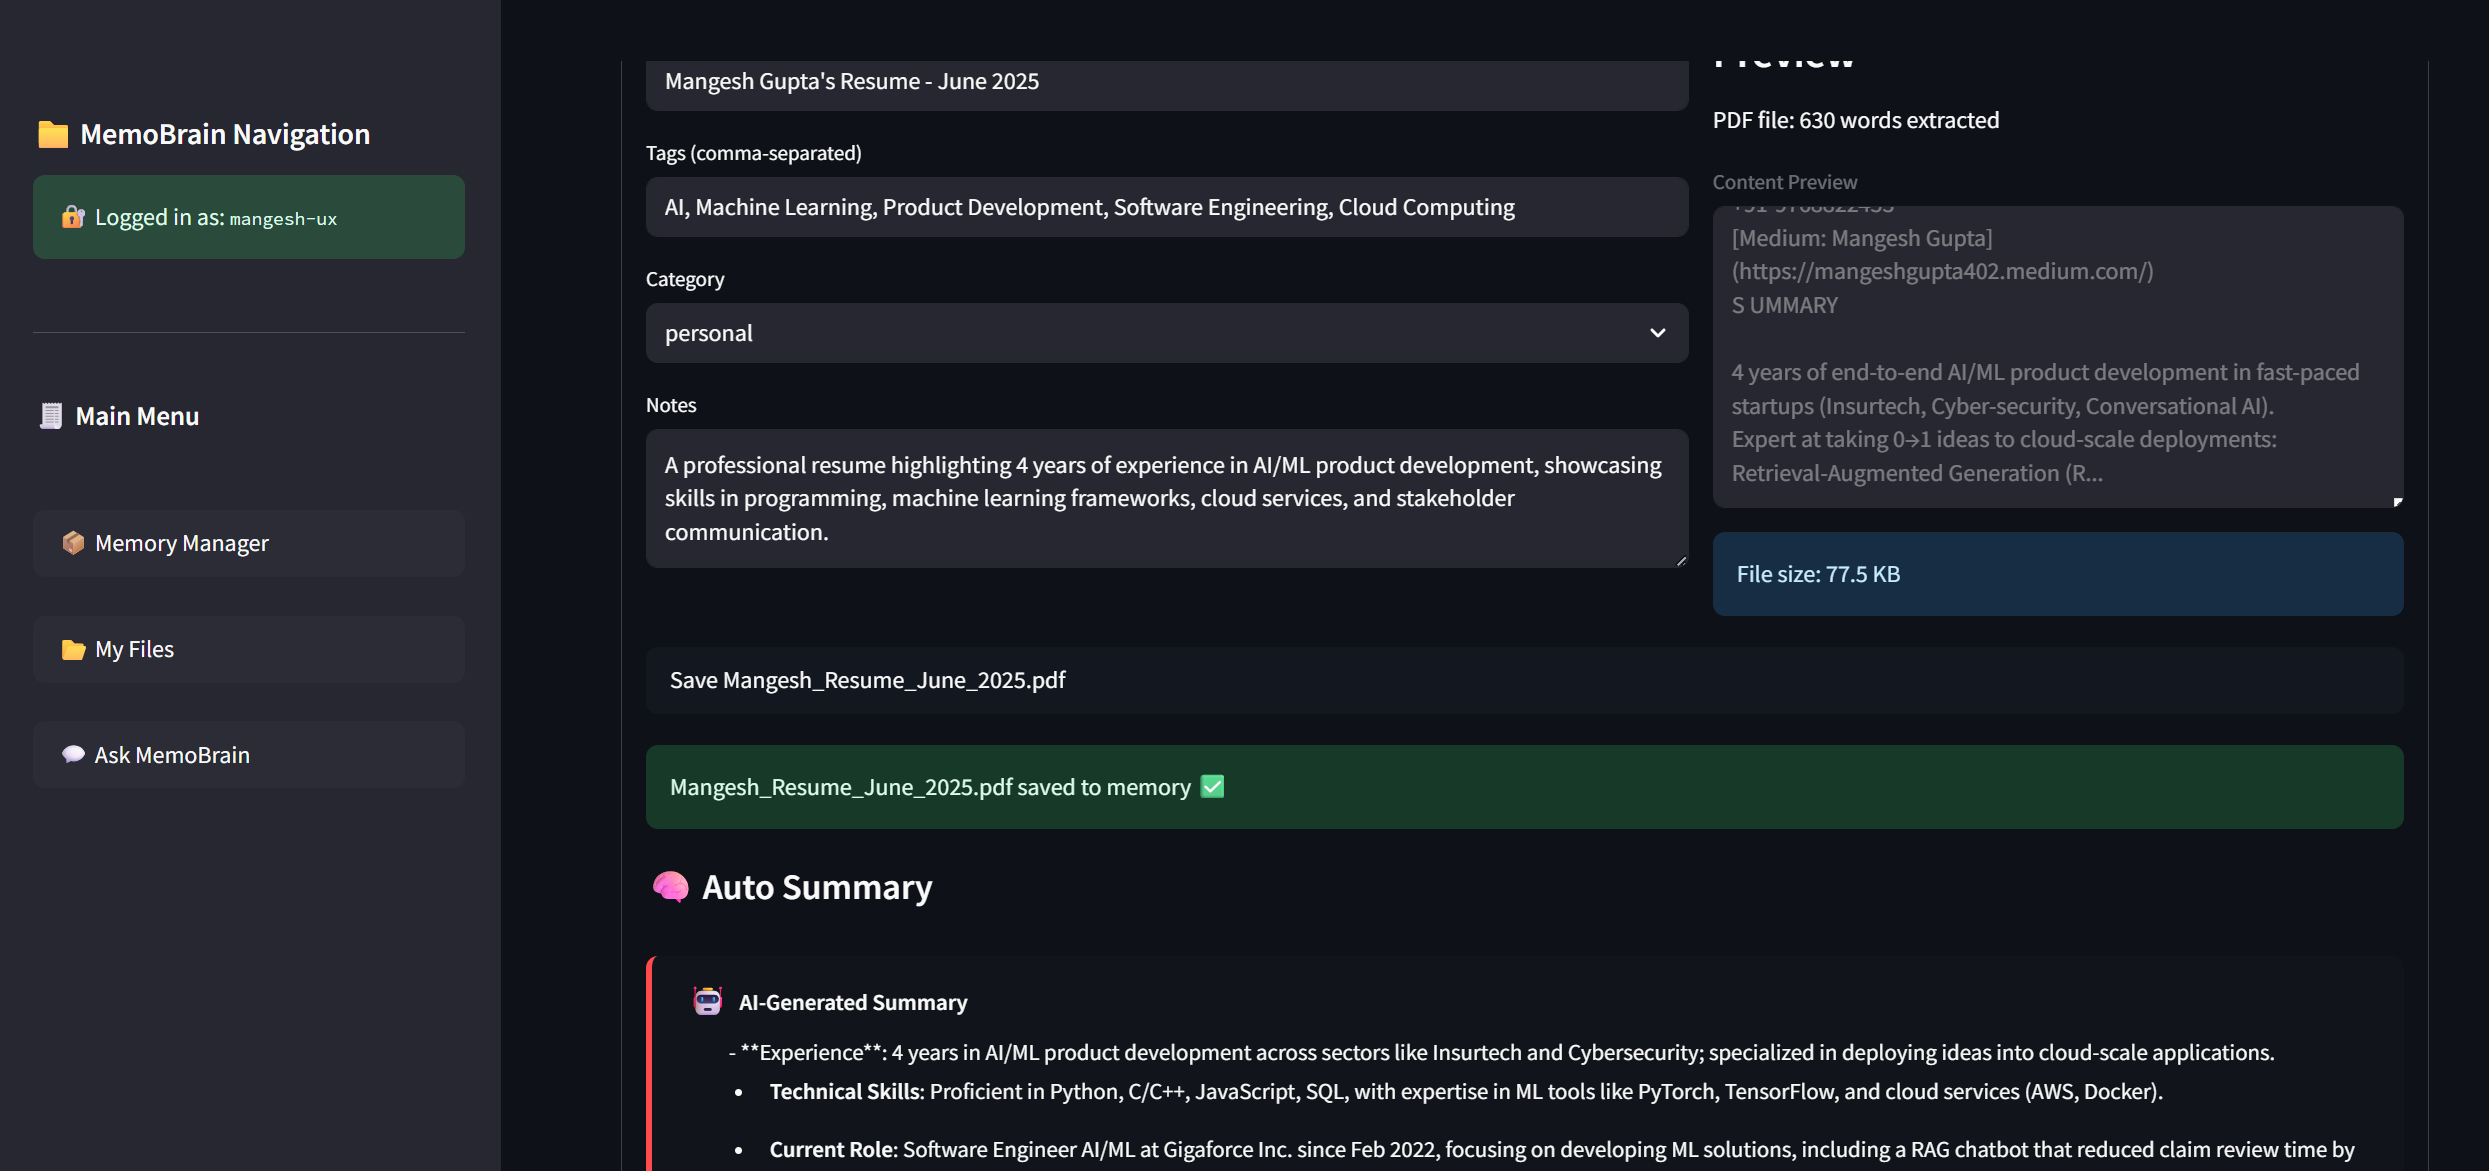 MemoBrain Navigation
Logged in as: mangesh-ux
Main Menu
Memory Manager
My Files
Ask MemoBrain
Mangesh Gupta's Resume - June 2025
Tags (comma-separated)
AI, Machine Learning, Product Development, Software Engineering, Cloud Computing
Category
personal
Notes
A professional resume highlighting 4 years of experience in AI/ML product development, showcasing
skills in programming, machine learning frameworks, cloud services, and stakeholder
communication.
Preview
PDF file: 630 words extracted
Content Preview
[Medium: Mangesh Gupta]
(https://mangeshgupta402.medium.com/)
S UMMARY
4 years of end-to-end AI/ML product development in fast-paced
startups (Insurtech, Cyber-security, Conversational AI).
Expert at taking 0→1 ideas to cloud-scale deployments:
Retrieval-Augmented Generation (R...
File size: 77.5 KB
Save Mangesh_Resume_June_2025.pdf
Mangesh_Resume_June_2025.pdf saved to memory ✅
Auto Summary
AI-Generated Summary
- **Experience**: 4 years in AI/ML product development across sectors like Insurtech and Cybersecurity; specialized in deploying ideas into cloud-scale applications.
• Technical Skills: Proficient in Python, C/C++, JavaScript, SQL, with expertise in ML tools like PyTorch, TensorFlow, and cloud services (AWS, Docker).
• Current Role: Software Engineer AI/ML at Gigaforce Inc. since Feb 2022, focusing on developing ML solutions, including a RAG chatbot that reduced claim review time by